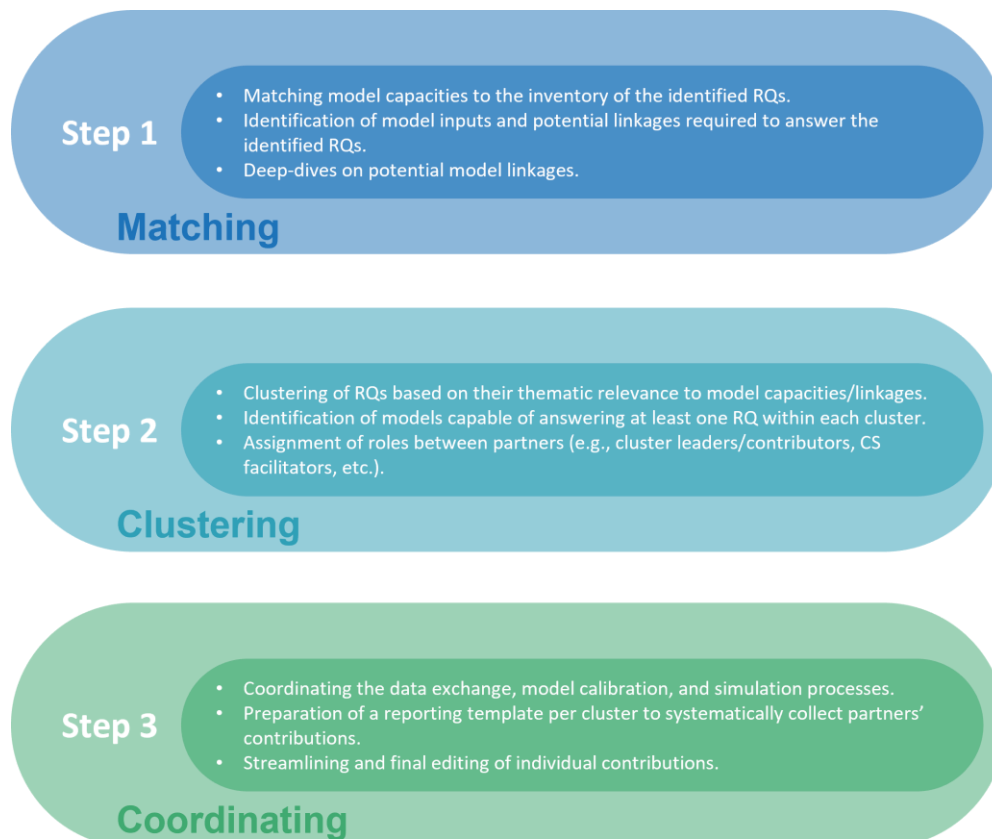 Step 1
• Matching model capacities to the inventory of the identified RQs.
• Identification of model inputs and potential linkages required to answer the
identified RQs.
• Deep-dives on potential model linkages.
Matching
Step 2
• Clustering of RQs based on their thematic relevance to model capacities/linkages.
• Identification of models capable of answering at least one RQ within each cluster.
• Assignment of roles between partners (e.g., cluster leaders/contributors, CS
facilitators, etc.).
Clustering
Step 3
• Coordinating the data exchange, model calibration, and simulation processes.
• Preparation of a reporting template per cluster to systematically collect partners’
contributions.
• Streamlining and final editing of individual contributions.
Coordinating